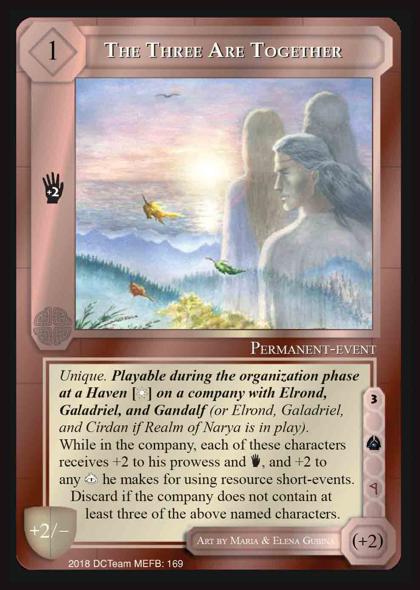 1
The Three Are Together
+2
Permanent-event
Unique. Playable during the organization phase
at a Haven [] on a company with Elrond,
Galadriel, and Gandalf (or Elrond, Galadriel,
and Cirdan if Realm of Narya is in play).
While in the company, each of these characters
receives +2 to his prowess and , and +2 to
any he makes for using resource short-events.
Discard if the company does not contain at
least three of the above named characters.
3
+2/–
Art by Maria & Elena Gubina
(+2)
2018 DCTeam MEFB: 169